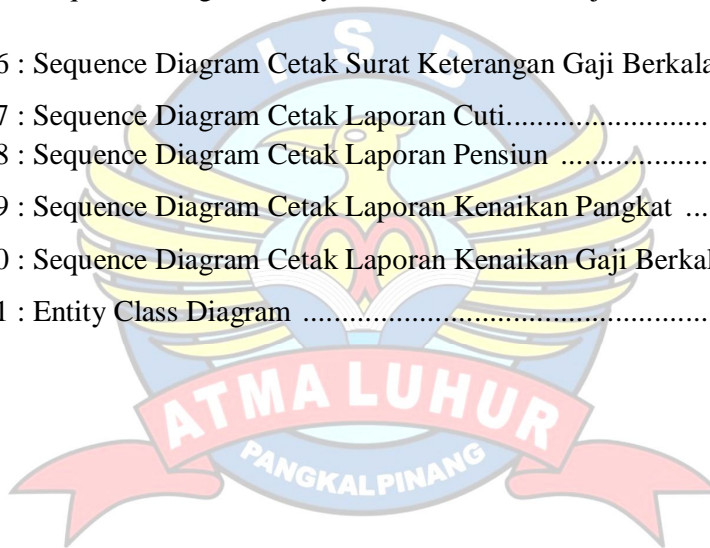 6 : Sequence Diagram Cetak Surat Keterangan Gaji Berkala
7 : Sequence Diagram Cetak Laporan Cuti.......................
8 : Sequence Diagram Cetak Laporan Pensiun .................
9 : Sequence Diagram Cetak Laporan Kenaikan Pangkat ...
0 : Sequence Diagram Cetak Laporan Kenaikan Gaji Berkal
1 : Entity Class Diagram ..............................................
I S B
ATMA LUHUR
PANGKALPINANG